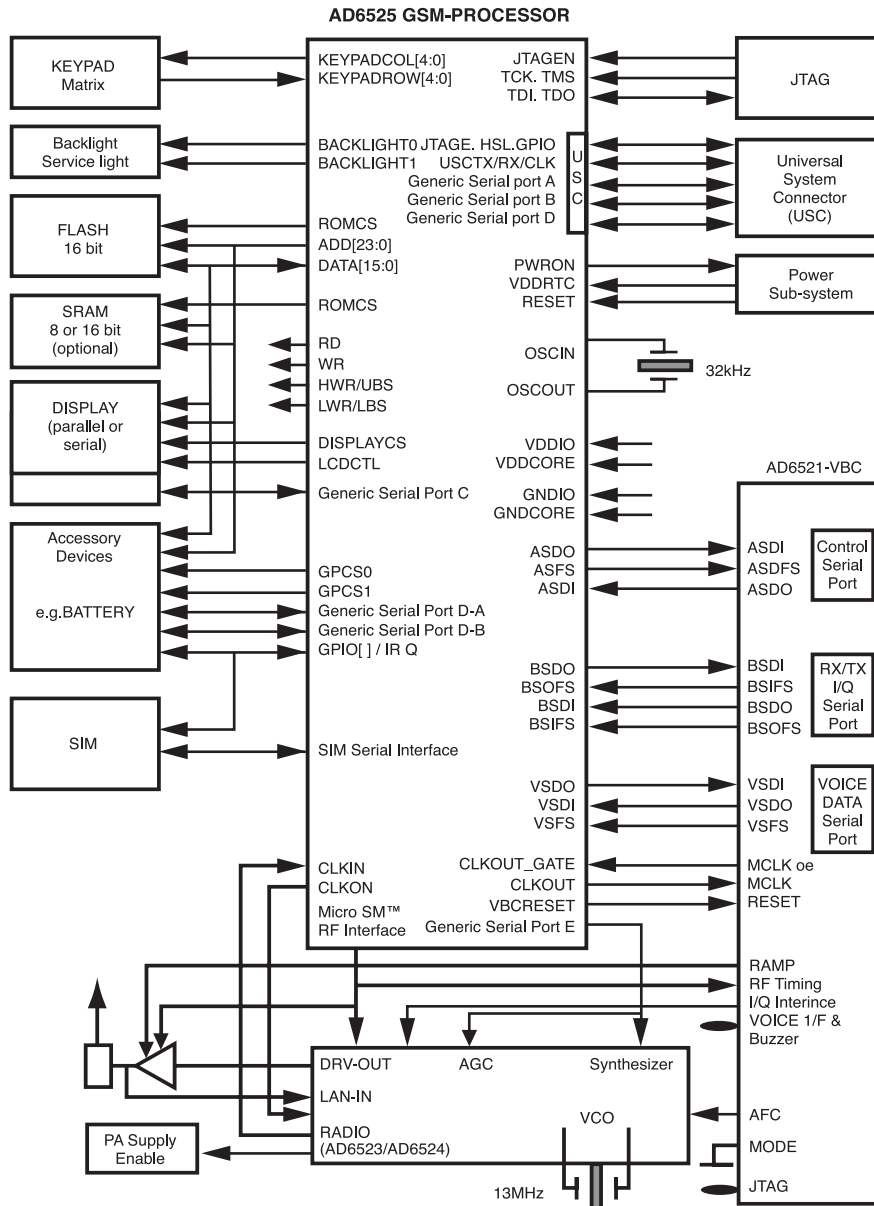 AD6525 GSM-PROCESSOR
KEYPAD
Matrix
KEYPADCOL[4:0]
KEYPADROW[4:0]
JTAGEN
TCK. TMS
TDI. TDO
JTAG
Backlight
Service light
BACKLIGHT0
BACKLIGHT1
JTAGE. HSL.GPIO
USCTX/RX/CLK
Generic Serial port A
Generic Serial port B
Generic Serial port D
U
S
C
Universal
System
Connector
(USC)
FLASH
16 bit
ROMCS
ADD[23:0]
DATA[15:0]
PWRON
VDDRTC
RESET
Power
Sub-system
SRAM
8 or 16 bit
(optional)
ROMCS
RD
WR
HWR/UBS
LWR/LBS
OSCIN
OSCOUT
32kHz
DISPLAY
(parallel or
serial)
DISPLAYCS
LCDCTL
Generic Serial Port C
VDDIO
VDDCORE
GNDIO
GNDCORE
AD6521-VBC
Accessory
Devices
e.g.BATTERY
GPCS0
GPCS1
Generic Serial Port D-A
Generic Serial Port D-B
GPIO[ ] / IR Q
ASDO
ASFS
ASDI
ASDI
ASDFS
ASDO
Control
Serial
Port
BSDO
BSOFS
BSDI
BSIFS
BSDI
BSIFS
BSDO
BSOFS
RX/TX
I/Q
Serial
Port
SIM
SIM Serial Interface
VSDO
VSDI
VSFS
VSDI
VSDO
VSFS
VOICE
DATA
Serial
Port
CLKIN
CLKON
Micro SM™
RF Interface
CLKOUT_GATE
CLKOUT
VBCRESET
Generic Serial Port E
MCLK oe
MCLK
RESET
RAMP
RF Timing
I/Q Interince
VOICE 1/F &
Buzzer
DRV-OUT
AGC
Synthesizer
LAN-IN
VCO
AFC
RADIO
(AD6523/AD6524)
PA Supply
Enable
MODE
13MHz
JTAG